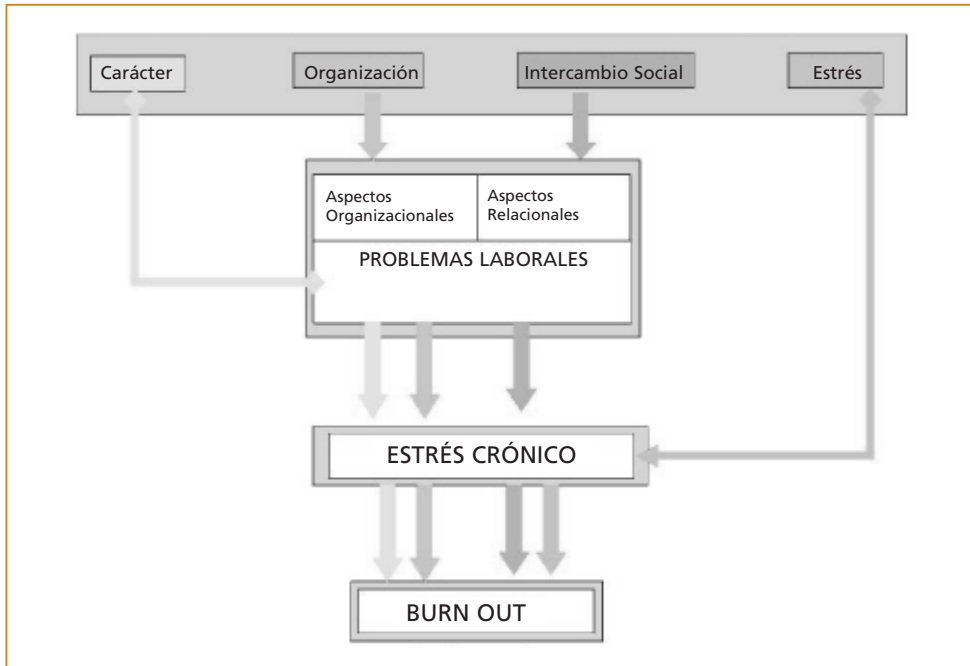 Carácter
Organización
Intercambio Social
Estrés
Aspectos
Organizacionales
Aspectos
Relacionales
PROBLEMAS LABORALES
ESTRÉS CRÓNICO
BURN OUT